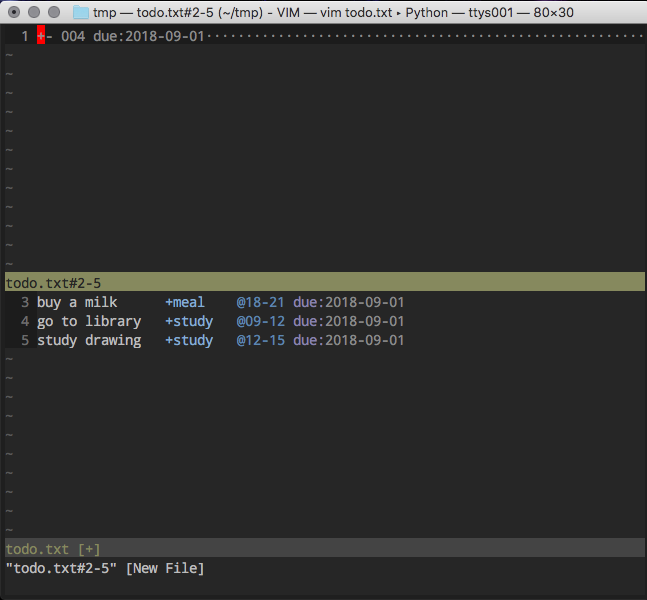 tmp — todo.txt#2-5 (~/tmp) - VIM — vim todo.txt ▸ Python — ttys001 — 80×30
1 +- 004 due:2018-09-01·······················································
~
~
~
~
~
~
~
~
~
~
~
~
todo.txt#2-5
3 buy a milk      +meal    @18-21 due:2018-09-01
4 go to library   +study   @09-12 due:2018-09-01
5 study drawing   +study   @12-15 due:2018-09-01
~
~
~
~
~
~
~
~
~
~
todo.txt [+]
"todo.txt#2-5" [New File]